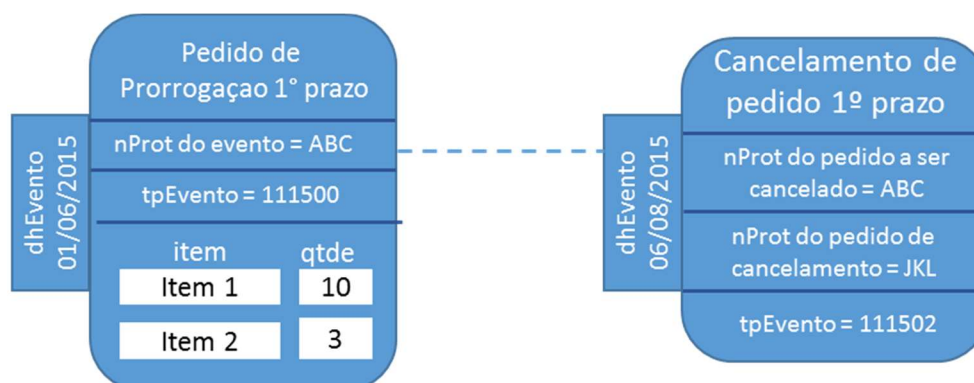 dhEvento
01/06/2015
Pedido de
Prorrogaçao 1° prazo
nProt do evento = ABC
tpEvento = 111500
item qtde
Item 1 10
Item 2 3
dhEvento
06/08/2015
Cancelamento de
pedido 1º prazo
nProt do pedido a ser
cancelado = ABC
nProt do pedido de
cancelamento = JKL
tpEvento = 111502